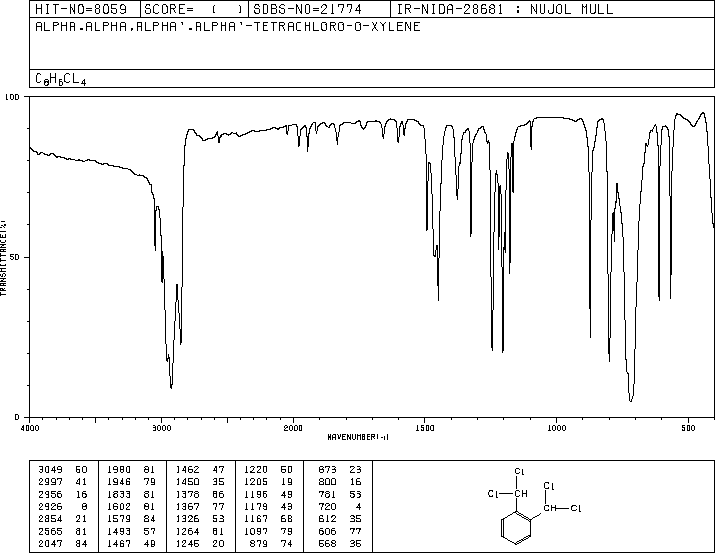 HIT-NO=8059 SCORE= ( ) SDBS-NO=21774 IR-NIDA-28681 : NUJOL MULL
ALPHA.ALPHA,ALPHA'.ALPHA'-TETRACHLORO-O-XYLENE
C8H6CL4
100
50
0
TRANSMITTANCE(%)
4000 3000 2000 1500 1000 500
WAVENUMBER(-1)
3049 50 1980 81 1462 47 1220 50 873 23
2997 41 1946 79 1450 35 1205 19 800 16
2956 16 1833 81 1378 66 1196 49 781 53
2926 8 1602 81 1367 77 1179 43 720 4
2854 21 1579 84 1326 53 1167 68 612 35
2565 81 1493 57 1264 81 1097 79 606 77
2047 84 1467 49 1245 20 879 74 568 35
Cl
Cl CH Cl
CH Cl